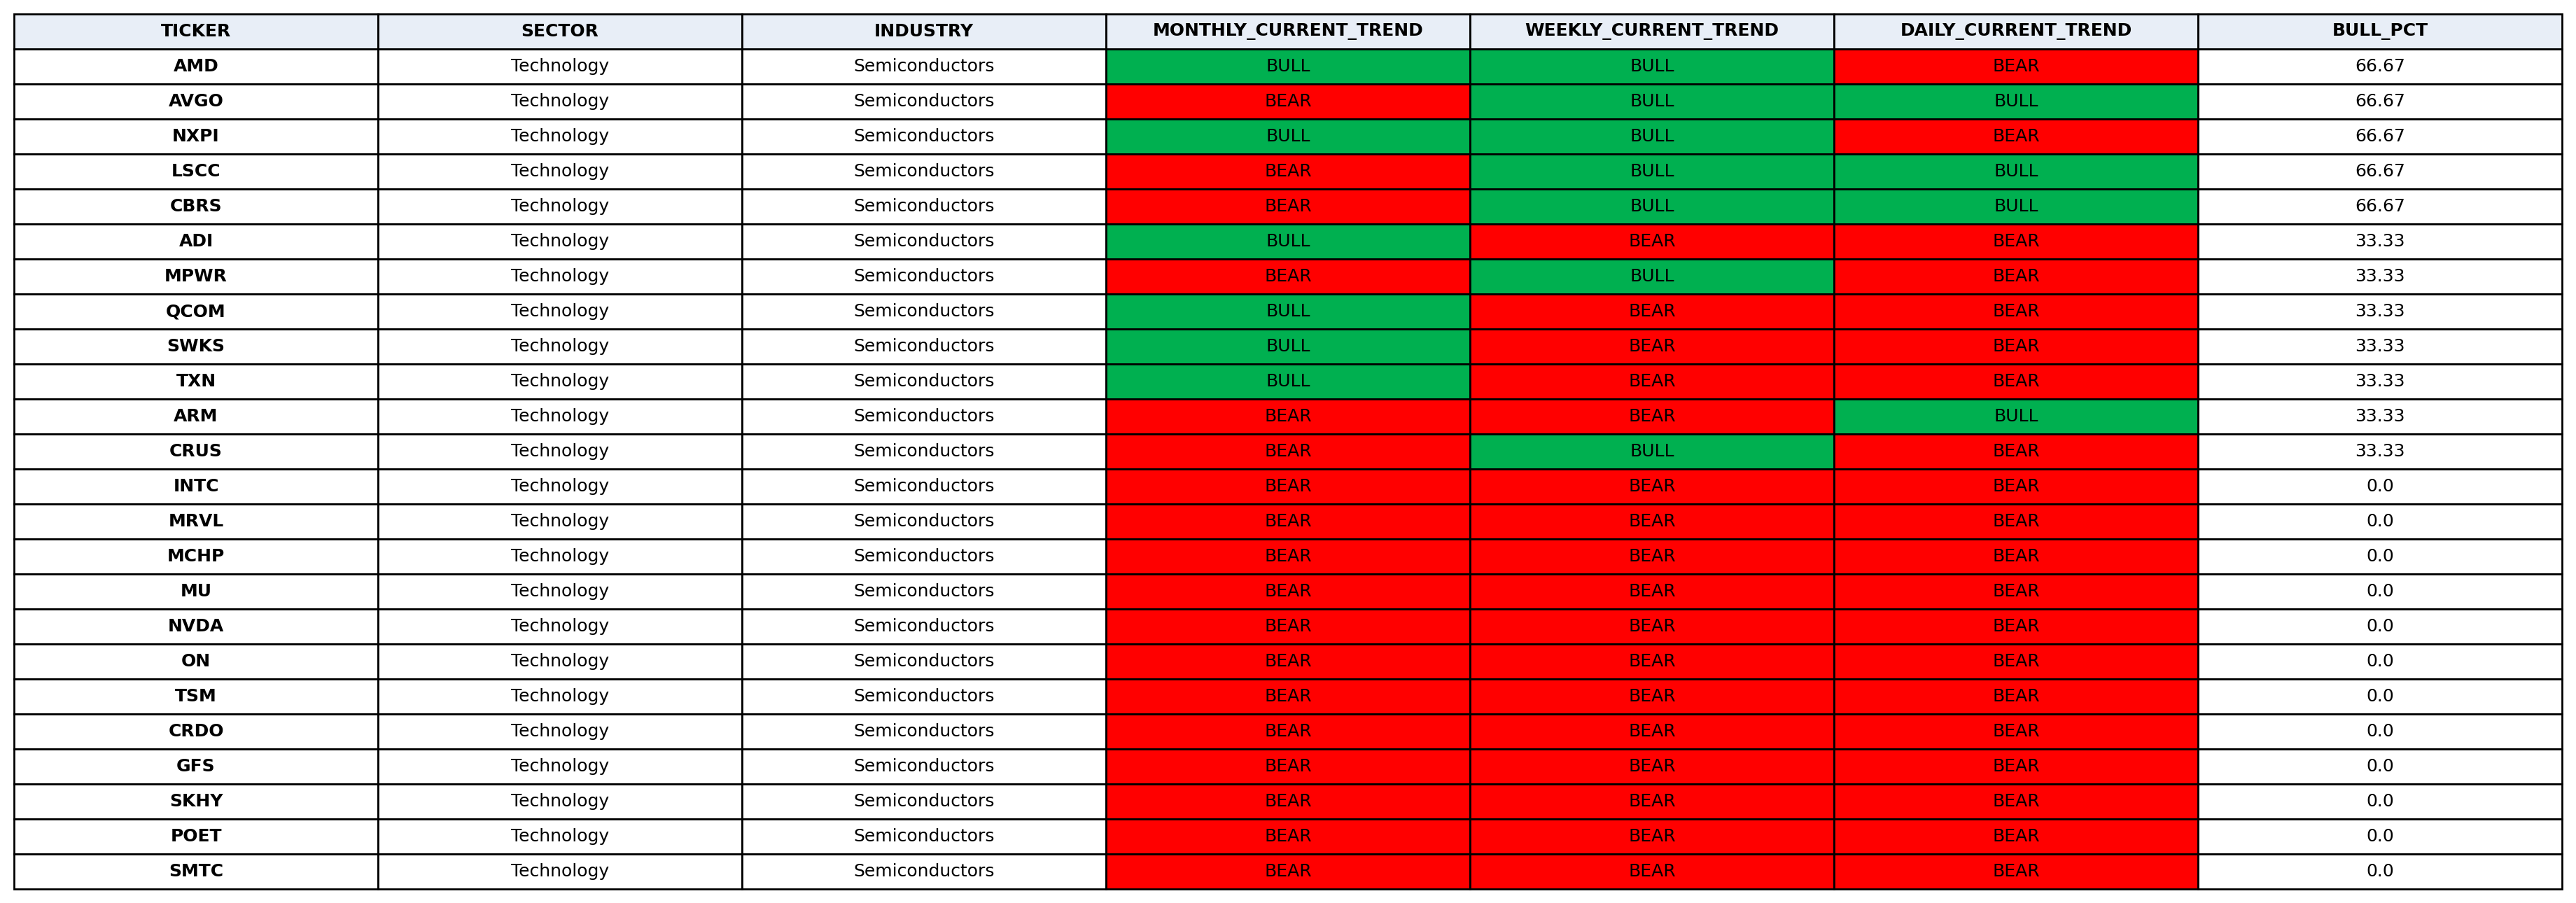 TICKER SECTOR INDUSTRY MONTHLY_CURRENT_TREND WEEKLY_CURRENT_TREND DAILY_CURRENT_TREND BULL_PCT
AMD Technology Semiconductors BULL BULL BEAR 66.67
AVGO Technology Semiconductors BEAR BULL BULL 66.67
NXPI Technology Semiconductors BULL BULL BEAR 66.67
LSCC Technology Semiconductors BEAR BULL BULL 66.67
CBRS Technology Semiconductors BEAR BULL BULL 66.67
ADI Technology Semiconductors BULL BEAR BEAR 33.33
MPWR Technology Semiconductors BEAR BULL BEAR 33.33
QCOM Technology Semiconductors BULL BEAR BEAR 33.33
SWKS Technology Semiconductors BULL BEAR BEAR 33.33
TXN Technology Semiconductors BULL BEAR BEAR 33.33
ARM Technology Semiconductors BEAR BEAR BULL 33.33
CRUS Technology Semiconductors BEAR BULL BEAR 33.33
INTC Technology Semiconductors BEAR BEAR BEAR 0.0
MRVL Technology Semiconductors BEAR BEAR BEAR 0.0
MCHP Technology Semiconductors BEAR BEAR BEAR 0.0
MU Technology Semiconductors BEAR BEAR BEAR 0.0
NVDA Technology Semiconductors BEAR BEAR BEAR 0.0
ON Technology Semiconductors BEAR BEAR BEAR 0.0
TSM Technology Semiconductors BEAR BEAR BEAR 0.0
CRDO Technology Semiconductors BEAR BEAR BEAR 0.0
GFS Technology Semiconductors BEAR BEAR BEAR 0.0
SKHY Technology Semiconductors BEAR BEAR BEAR 0.0
POET Technology Semiconductors BEAR BEAR BEAR 0.0
SMTC Technology Semiconductors BEAR BEAR BEAR 0.0